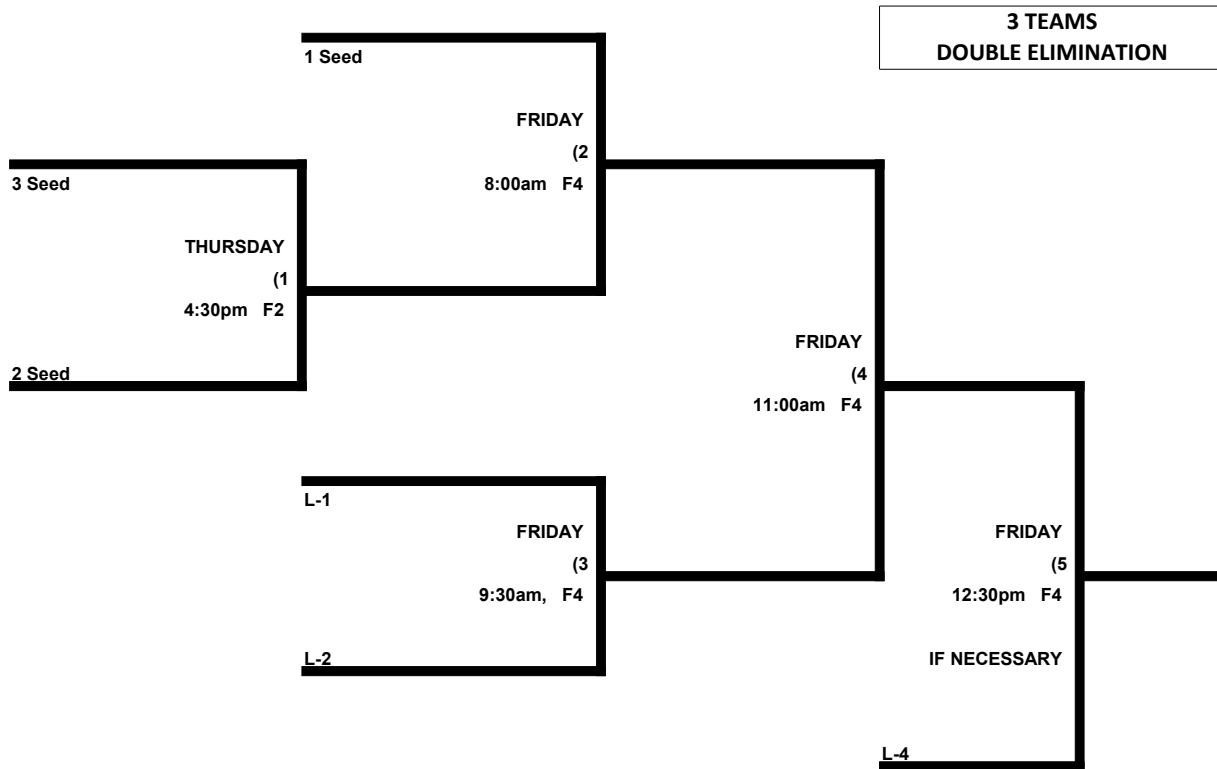 3 TEAMS
DOUBLE ELIMINATION
1 Seed
FRIDAY
(2
8:00am F4
3 Seed
THURSDAY
(1
4:30pm F2
2 Seed
FRIDAY
(4
11:00am F4
L-1
FRIDAY
(3
9:30am, F4
L-2
FRIDAY
(5
12:30pm F4
IF NECESSARY
L-4